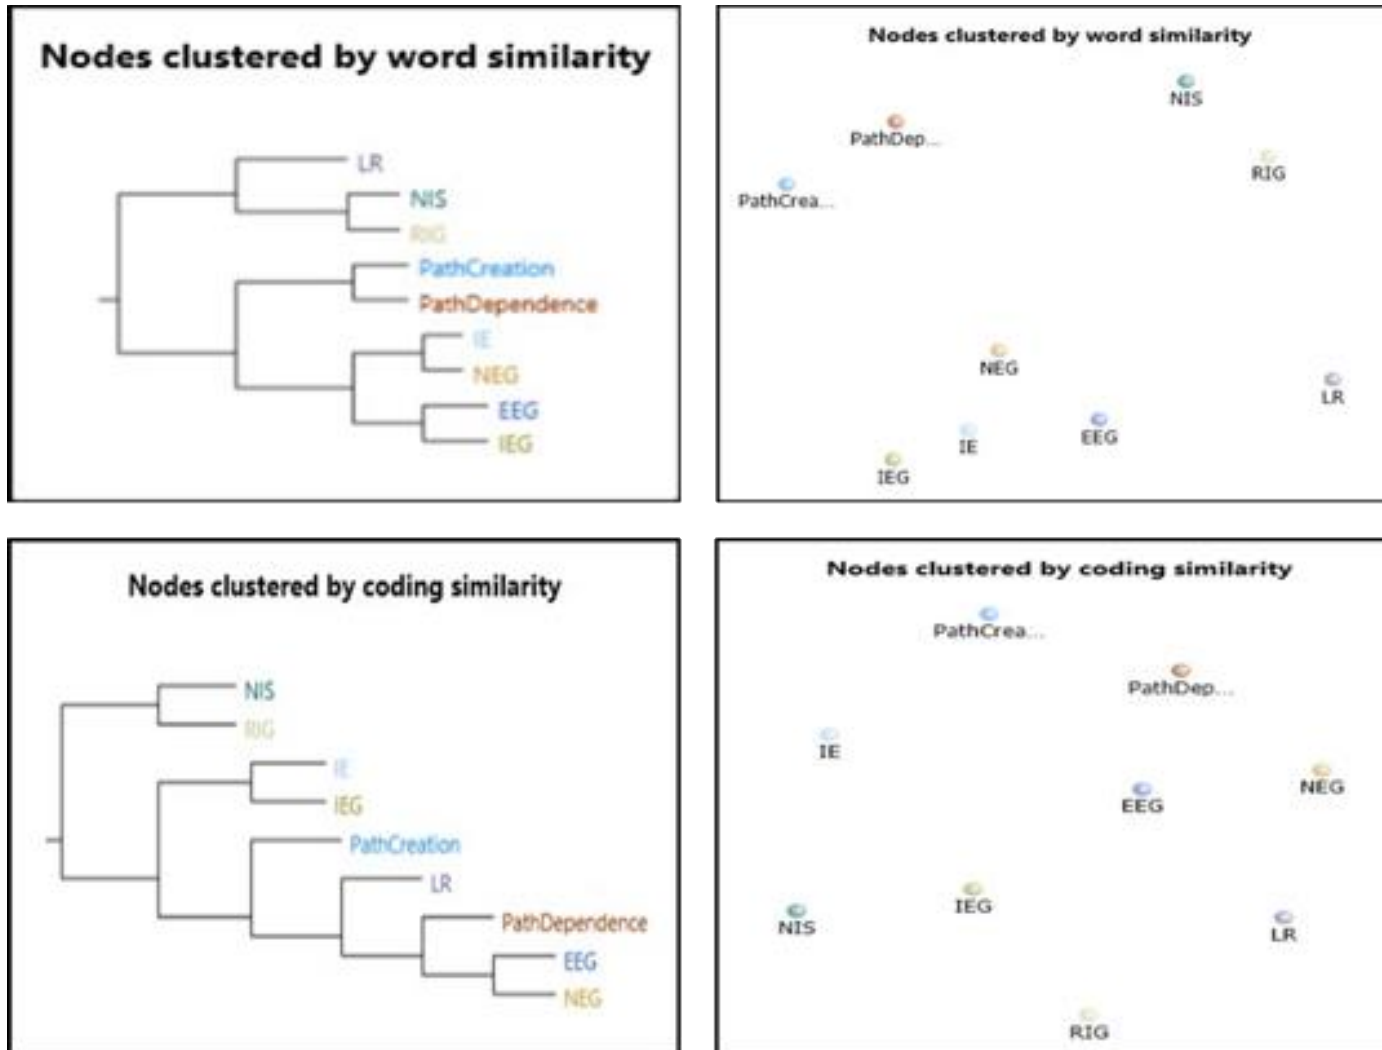 Nodes clustered by word similarity
LR
NIS
RIG
PathCreation
PathDependence
IE
NEG
EEG
IEG
Nodes clustered by word similarity
NIS
PathDep...
RIG
PathCrea...
NEG
LR
EEG
IE
IEG
Nodes clustered by coding similarity
NIS
RIG
IE
IEG
PathCreation
LR
PathDependence
EEG
NEG
Nodes clustered by coding similarity
PathCrea...
PathDep...
IE
NEG
EEG
IEG
NIS
LR
RIG